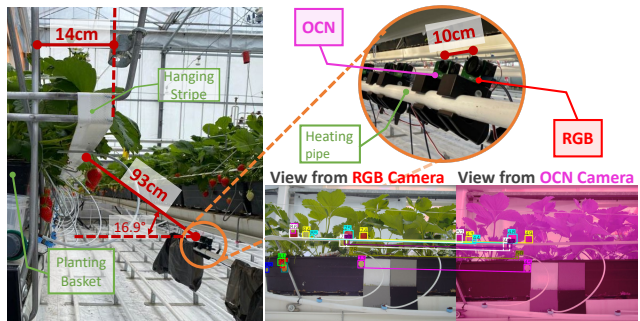 14cm
Hanging
Stripe
93cm
16.9°
Planting
Basket
OCN
10cm
Heating
pipe
RGB
View from RGB Camera
View from OCN Camera